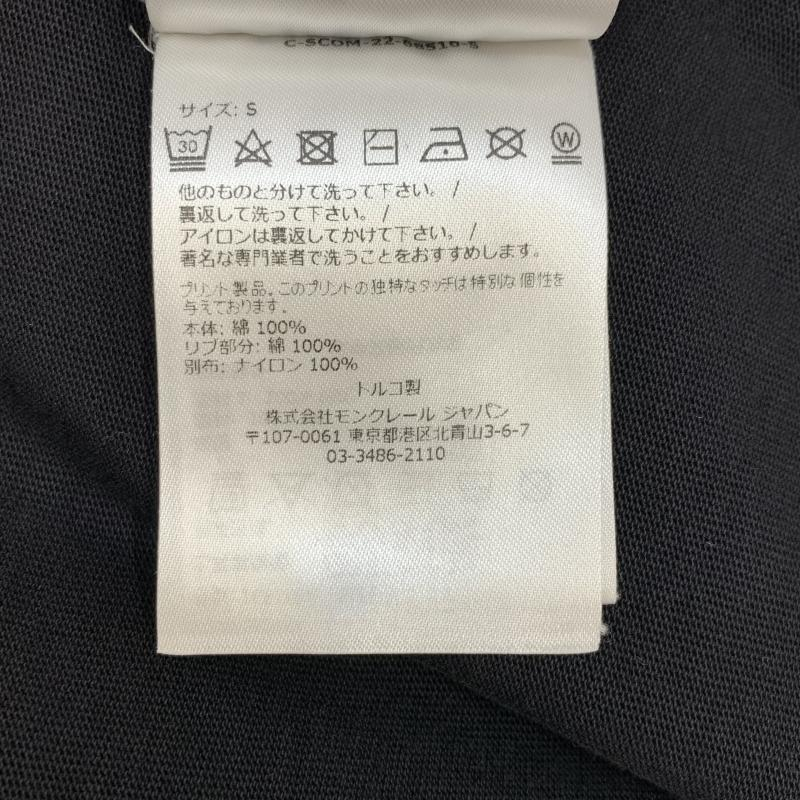 サイズ: S
30
W
他のものと分けて洗って下さい。/
裏返して洗って下さい。/
アイロンは裏返してかけて下さい。/
著名な専門業者で洗うことをおすすめします。
プリント製品。このプリントの独特なタッチは特別な個性を
与えております。
本体: 綿 100%
リブ部分: 綿 100%
別布: ナイロン 100%
トルコ製
株式会社モンクレール ジャパン
〒107-0061 東京都港区北青山3-6-7
03-3486-2110